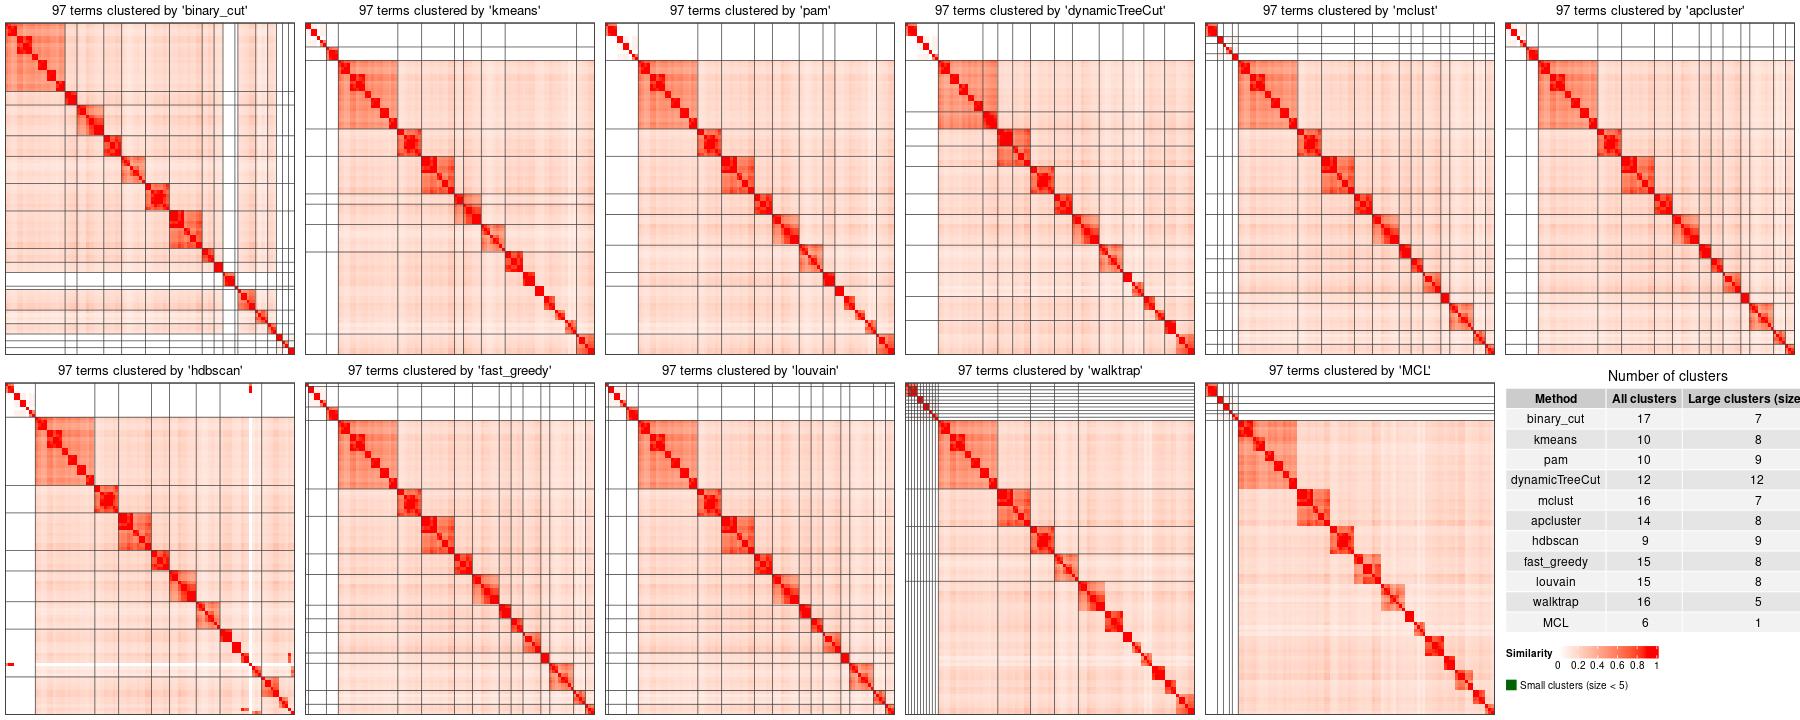 97 terms clustered by 'binary_cut'
97 terms clustered by 'kmeans'
97 terms clustered by 'pam'
97 terms clustered by 'dynamicTreeCut'
97 terms clustered by 'mclust'
97 terms clustered by 'apcluster'
97 terms clustered by 'hdbscan'
97 terms clustered by 'fast_greedy'
97 terms clustered by 'louvain'
97 terms clustered by 'walktrap'
97 terms clustered by 'MCL'
Number of clusters
Method All clusters Large clusters (size
binary_cut 17 7
kmeans 10 8
pam 10 9
dynamicTreeCut 12 12
mclust 16 7
apcluster 14 8
hdbscan 9 9
fast_greedy 15 8
louvain 15 8
walktrap 16 5
MCL 6 1
Similarity
0 0.2 0.4 0.6 0.8 1
Small clusters (size < 5)